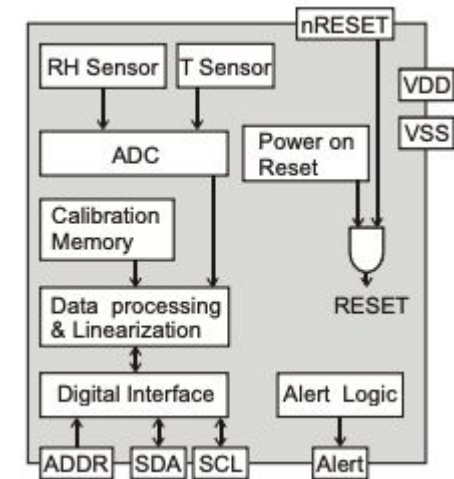 nRESET
RH Sensor
T Sensor
VDD
VSS
ADC
Power on
Reset
Calibration
Memory
Data processing
& Linearization
RESET
Digital Interface
Alert Logic
ADDR
SDA
SCL
Alert